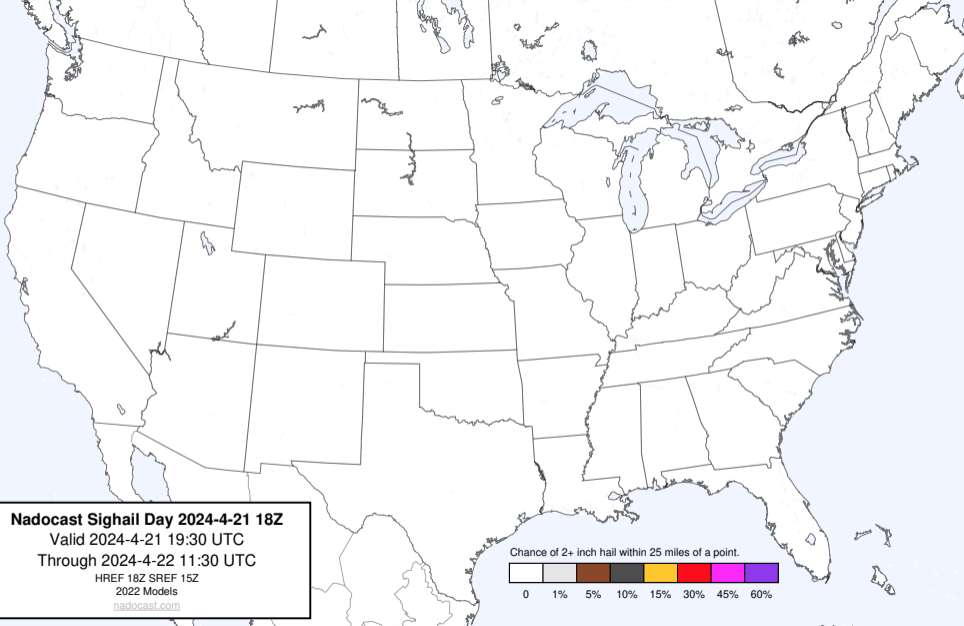 Nadocast Sighail Day 2024-4-21 18Z
Valid 2024-4-21 19:30 UTC
Through 2024-4-22 11:30 UTC
HREF 18Z SREF 15Z
2022 Models
nadocast.com
Chance of 2+ inch hail within 25 miles of a point.
0 1% 5% 10% 15% 30% 45% 60%